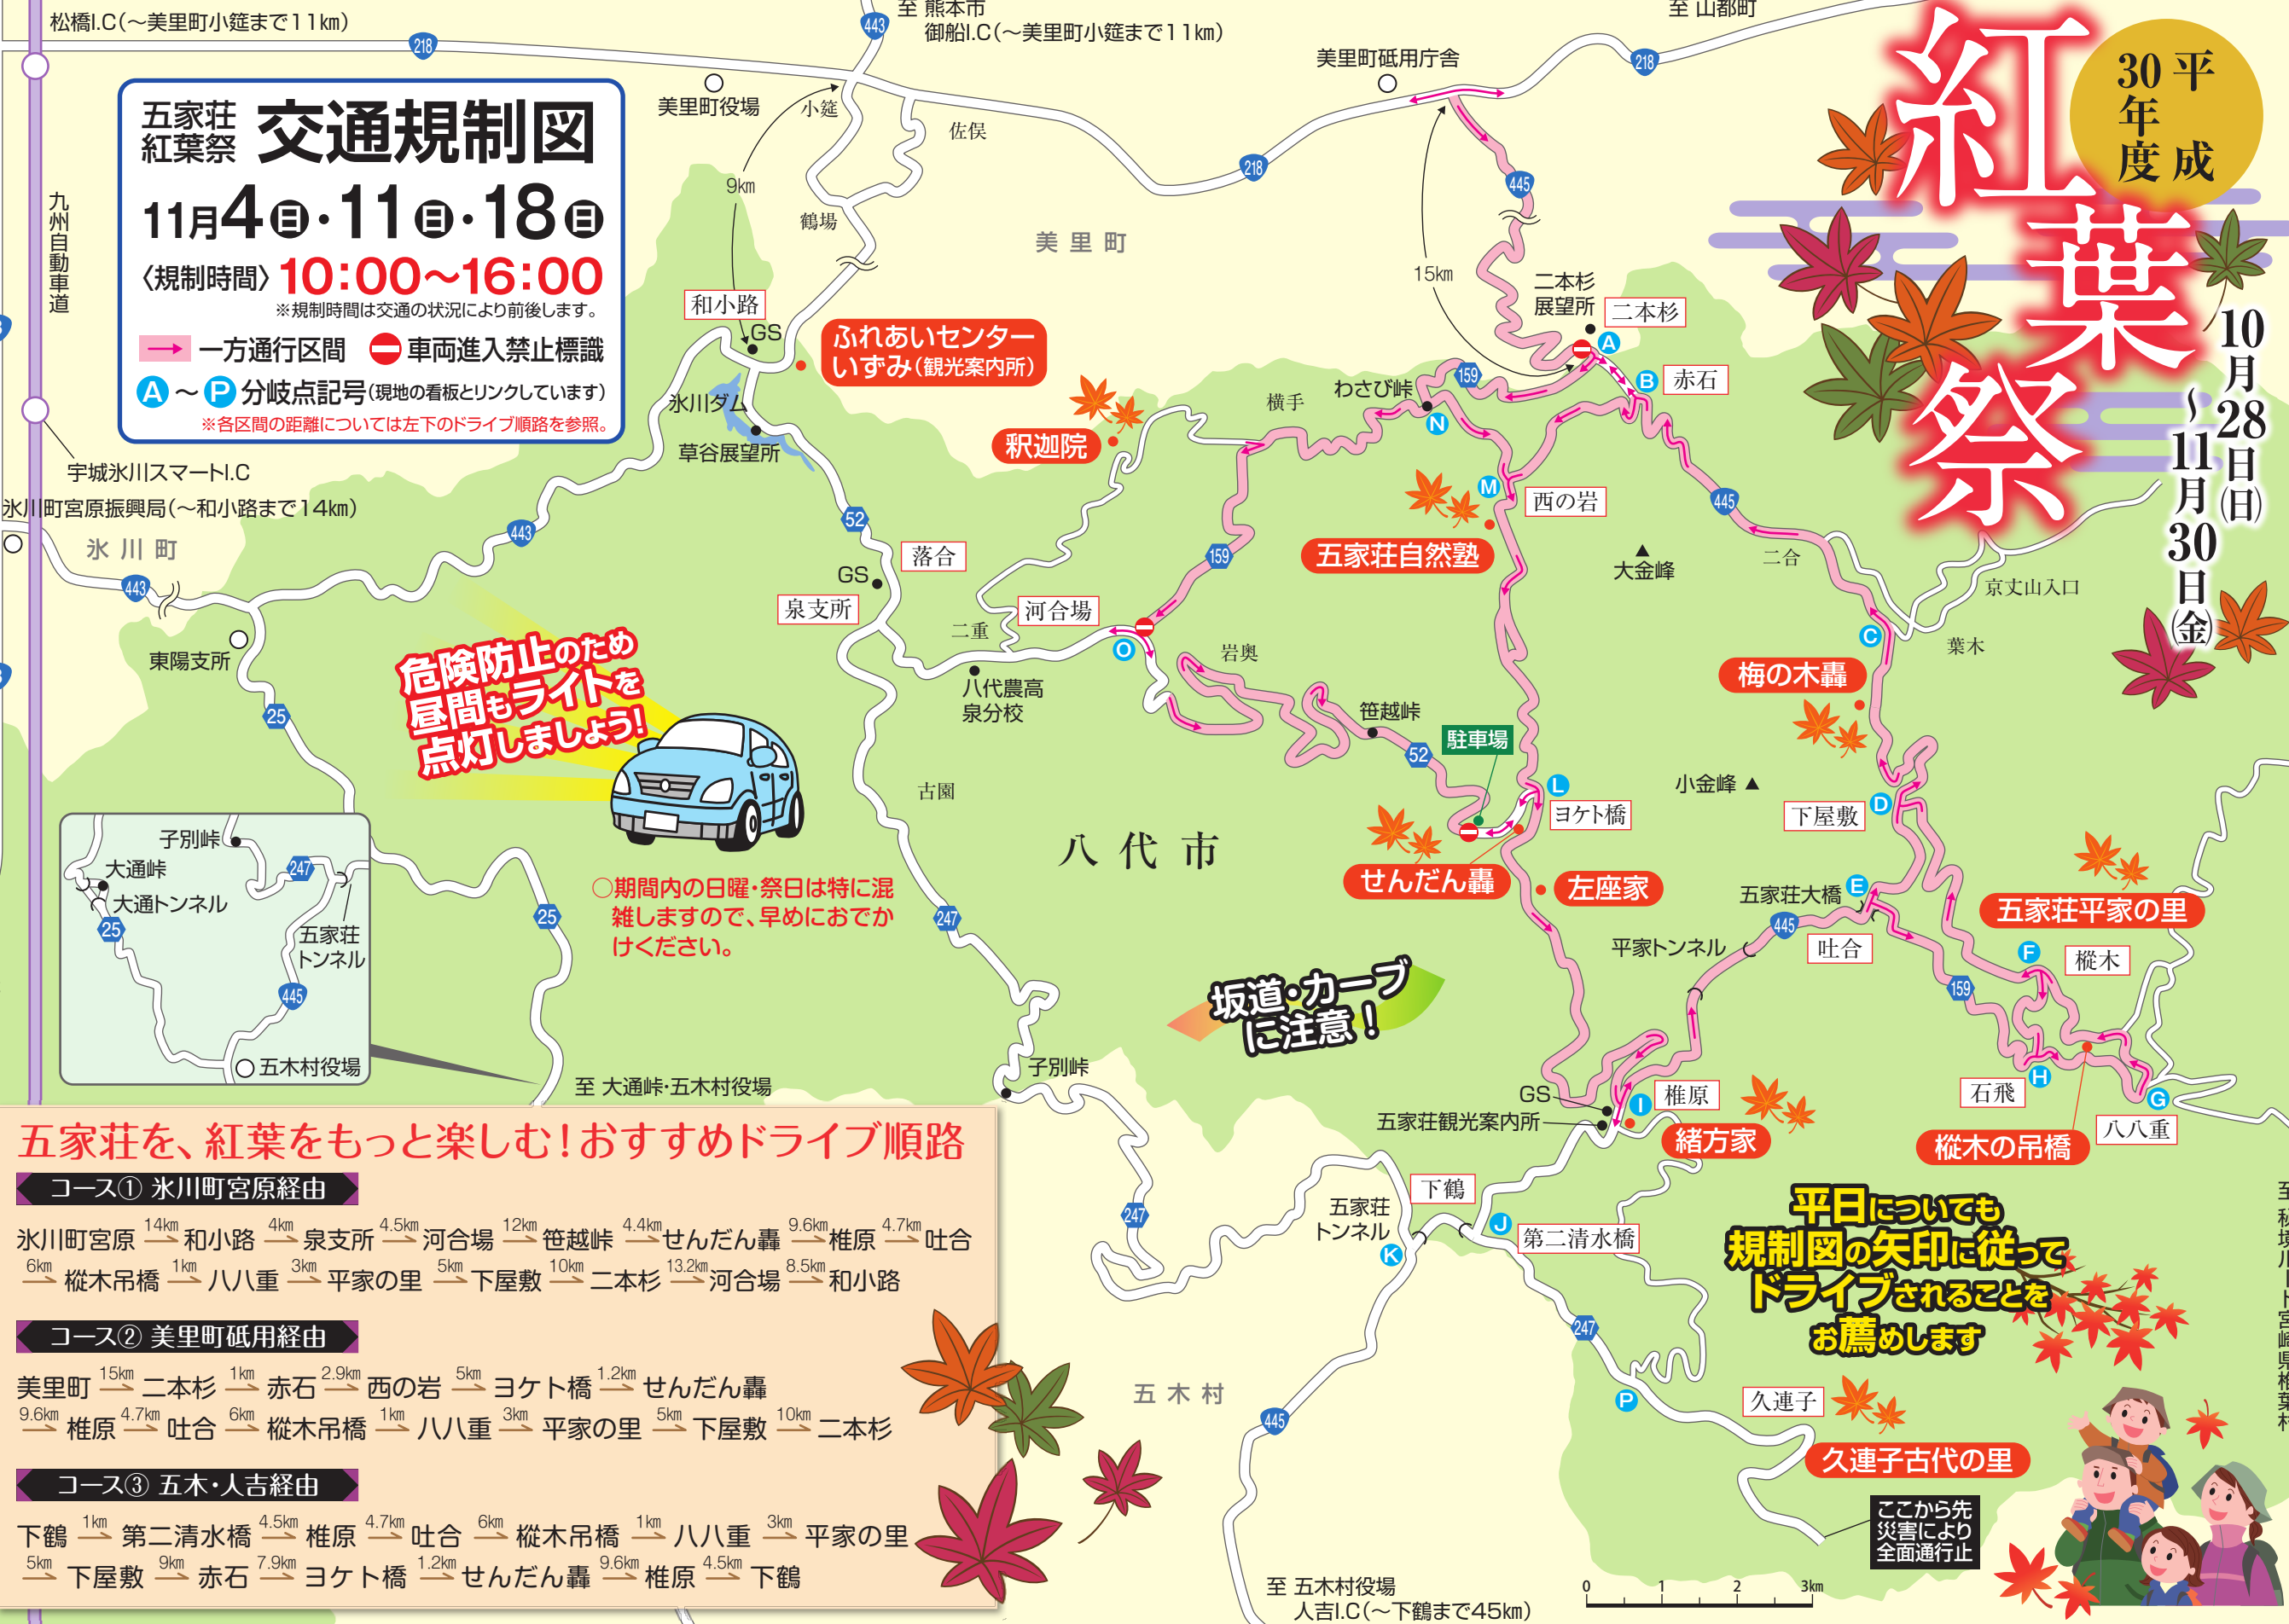 松橋I.C(～美里町小筵まで11km)
至 熊本市
御船I.C(～美里町小筵まで11km)
至 山都町
平成
30年度
紅葉祭
10月28日(日)
～11月30日(金)
五家荘
紅葉祭
交通規制図
11月4日・11日・18日
〈規制時間〉10:00～16:00
※規制時間は交通の状況により前後します。
一方通行区間 車両進入禁止標識
A～P 分岐点記号(現地の看板とリンクしています)
※各区間の距離については左下のドライブ順路を参照。
九州自動車道
宇城氷川スマートI.C
氷川町宮原振興局(～和小路まで14km)
氷川町
443
218
443
美里町役場
小筵
佐俣
9km
鶴場
美里町
218
美里町砥用庁舎
218
445
15km
二本杉
展望所
二本杉
A
B
赤石
和小路
GS
ふれあいセンター
いずみ(観光案内所)
氷川ダム
草谷展望所
釈迦院
横手
わさび峠
159
N
M
西の岩
五家荘自然塾
大金峰
445
二合
京丈山入口
葉木
C
梅の木轟
443
52
落合
GS
泉支所
二重
河合場
O
159
岩奥
八代農高
泉分校
笹越峠
52
駐車場
L
ヨケト橋
小金峰
下屋敷
D
東陽支所
25
危険防止のため
昼間もライトを
点灯しましょう!
古園
八代市
せんだん轟
左座家
五家荘大橋
E
五家荘平家の里
445
吐合
平家トンネル
F
樅木
159
子別峠
大通峠
247
大通トンネル
25
五家荘
トンネル
445
五木村役場
25
○期間内の日曜・祭日は特に混
雑しますので、早めにおでか
けください。
247
坂道・カーブ
に注意!
至 大通峠・五木村役場
子別峠
GS
I
椎原
五家荘観光案内所
緒方家
石飛
H
G
八八重
樅木の吊橋
五家荘を、紅葉をもっと楽しむ!おすすめドライブ順路
コース① 氷川町宮原経由
氷川町宮原 14km 和小路 4km 泉支所 4.5km 河合場 12km 笹越峠 4.4km せんだん轟 9.6km 椎原 4.7km 吐合
6km 樅木吊橋 1km 八八重 3km 平家の里 5km 下屋敷 10km 二本杉 13.2km 河合場 8.5km 和小路
コース② 美里町砥用経由
美里町 15km 二本杉 1km 赤石 2.9km 西の岩 5km ヨケト橋 1.2km せんだん轟
9.6km 椎原 4.7km 吐合 6km 樅木吊橋 1km 八八重 3km 平家の里 5km 下屋敷 10km 二本杉
コース③ 五木・人吉経由
下鶴 1km 第二清水橋 4.5km 椎原 4.7km 吐合 6km 樅木吊橋 1km 八八重 3km 平家の里
5km 下屋敷 9km 赤石 7.9km ヨケト橋 1.2km せんだん轟 9.6km 椎原 4.5km 下鶴
247
五家荘
トンネル
下鶴
K
J
第二清水橋
平日についても
規制図の矢印に従って
ドライブされることを
お薦めします
247
P
五木村
445
久連子
久連子古代の里
ここから先
災害により
全面通行止
至 五木村役場
人吉I.C(～下鶴まで45km)
0 1 2 3km